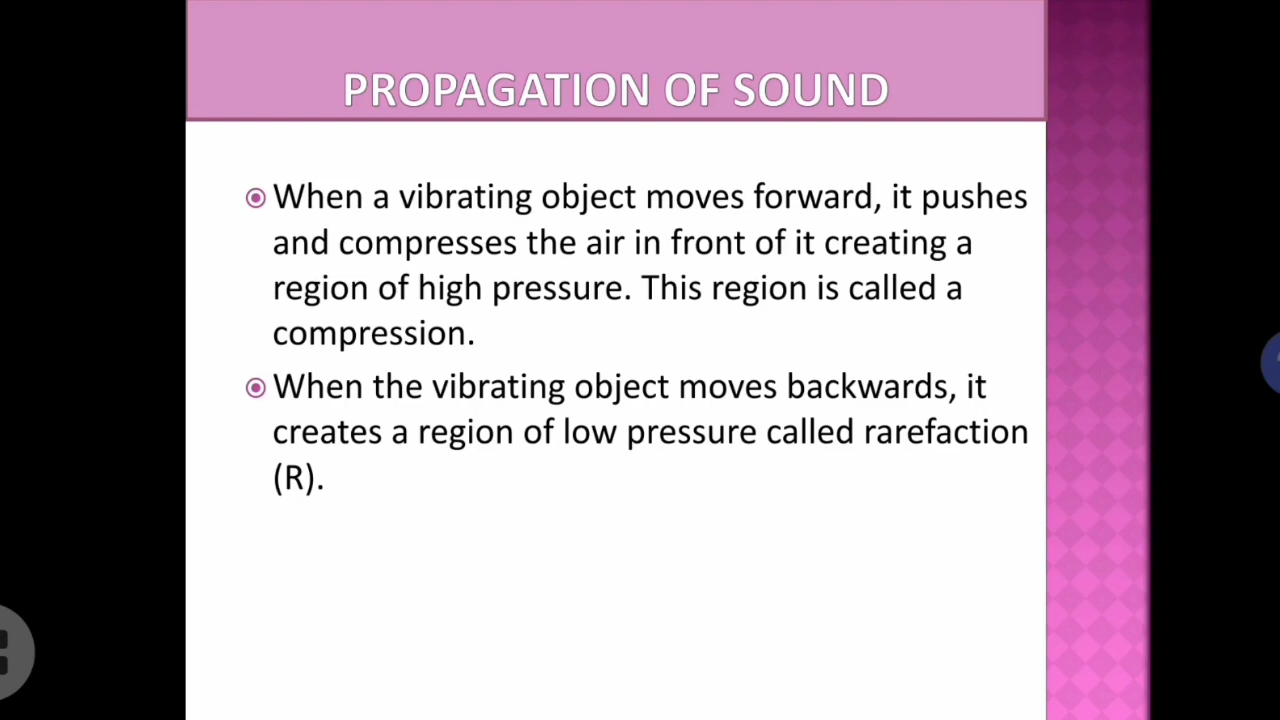 PROPAGATION OF SOUND
When a vibrating object moves forward, it pushes
and compresses the air in front of it creating a
region of high pressure. This region is called a
compression.
When the vibrating object moves backwards, it
creates a region of low pressure called rarefaction
(R).